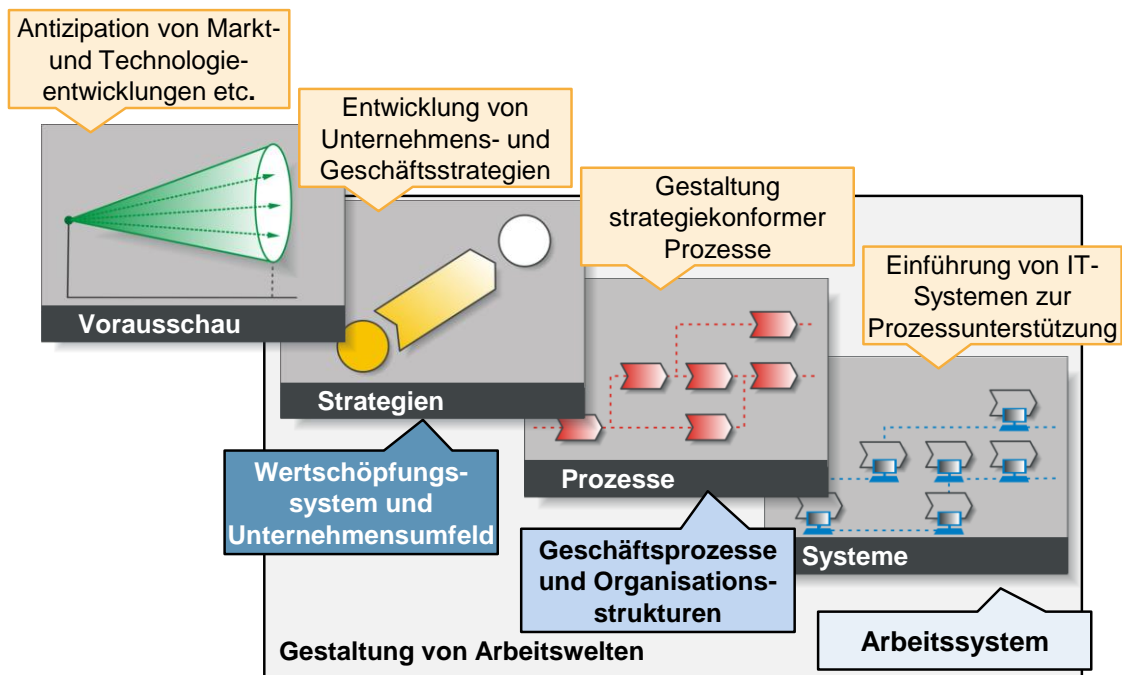 Antizipation von Markt-
und Technologie-
entwicklungen etc.
Entwicklung von
Unternehmens- und
Geschäftsstrategien
Gestaltung
strategiekonformer
Prozesse
Einführung von IT-
Systemen zur
Prozessunterstützung
Vorausschau
Strategien
Prozesse
Systeme
Wertschöpfungs-
system und
Unternehmensumfeld
Geschäftsprozesse
und Organisations-
strukturen
Arbeitssystem
Gestaltung von Arbeitswelten